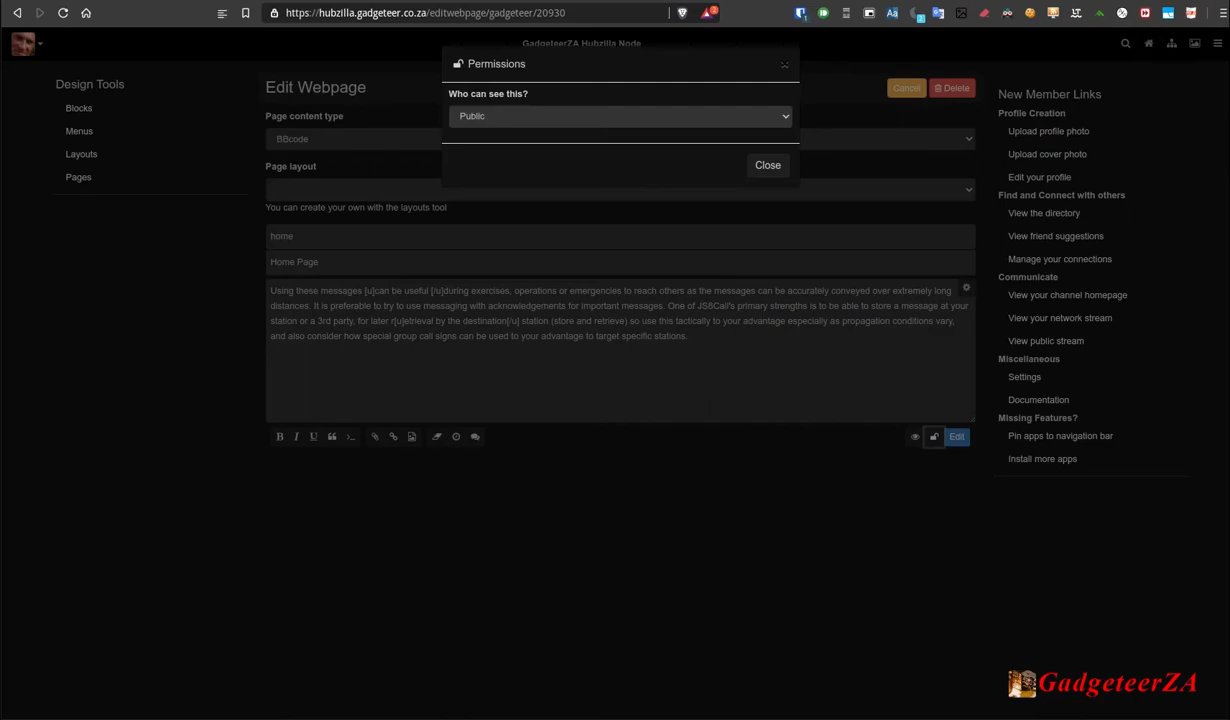 https://hubzilla.gadgeteer.co.za/editwebpage/gadgeteer/20930
GadgeteerZA Hubzilla Node
Permissions
Who can see this?
Public
Close
Design Tools
Blocks
Menus
Layouts
Pages
Edit Webpage
Cancel
Delete
Page content type
BBcode
Page layout
You can create your own with the layouts tool
home
Home Page
Using these messages [u]can be useful [/u]during exercises, operations or emergencies to reach others as the messages can be accurately conveyed over extremely long
distances. It is preferable to try to use messaging with acknowledgements for important messages. One of JS8Call's primary strengths is to be able to store a message at your
station or a 3rd party, for later r[u]etrieval by the destination[/u] station (store and retrieve) so use this tactically to your advantage especially as propagation conditions vary,
and also consider how special group call signs can be used to your advantage to target specific stations.
B I U
Edit
New Member Links
Profile Creation
Upload profile photo
Upload cover photo
Edit your profile
Find and Connect with others
View the directory
View friend suggestions
Manage your connections
Communicate
View your channel homepage
View your network stream
View public stream
Miscellaneous
Settings
Documentation
Missing Features?
Pin apps to navigation bar
Install more apps
GadgeteerZA